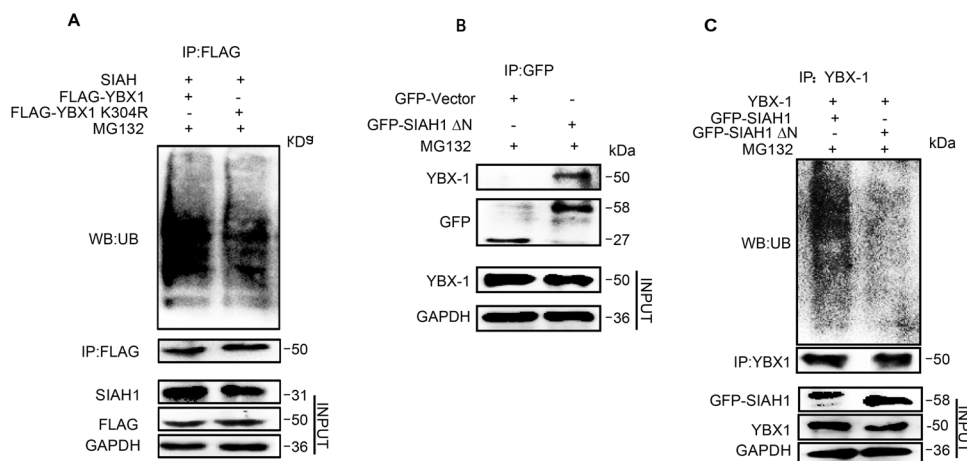 A
IP:FLAG
SIAH + +
FLAG-YBX1 + -
FLAG-YBX1 K304R - +
MG132 + +
KDa
WB:UB
IP:FLAG -50
SIAH1 -31
FLAG -50
GAPDH -36
INPUT
B
IP:GFP
GFP-Vector + -
GFP-SIAH1 ΔN - +
MG132 + +
kDa
YBX-1 -50
GFP -58
-27
YBX-1 -50
GAPDH -36
INPUT
C
IP: YBX-1
YBX-1 + +
GFP-SIAH1 + -
GFP-SIAH1 ΔN - +
MG132 + +
kDa
WB:UB
IP:YBX1 -50
GFP-SIAH1 -58
YBX1 -50
GAPDH -36
INPUT